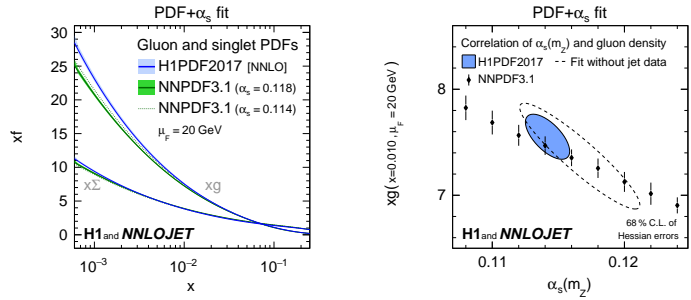 PDF+αs fit
xf
35
30
25
20
15
10
5
0
Gluon and singlet PDFs
H1PDF2017 [NNLO]
NNPDF3.1 (αs = 0.118)
NNPDF3.1 (αs = 0.114)
μF = 20 GeV
xΣ
xg
H1 and NNLOJET
10⁻³
10⁻²
10⁻¹
x
PDF+αs fit
xg( x=0.010 , μF = 20 GeV )
8
7
Correlation of αs(mZ) and gluon density
H1PDF2017
Fit without jet data
NNPDF3.1
H1 and NNLOJET
68 % C.L. of
Hessian errors
0.11
0.12
αs(mZ)